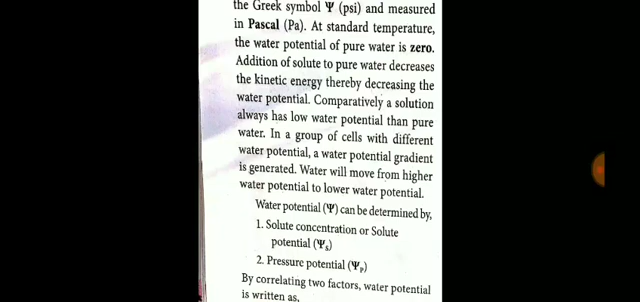 the Greek symbol Ψ (psi) and measured
in Pascal (Pa). At standard temperature,
the water potential of pure water is zero.
Addition of solute to pure water decreases
the kinetic energy thereby decreasing the
water potential. Comparatively a solution
always has low water potential than pure
water. In a group of cells with different
water potential, a water potential gradient
is generated. Water will move from higher
water potential to lower water potential.
Water potential (Ψ) can be determined by,
1. Solute concentration or Solute
potential (Ψs)
2. Pressure potential (Ψp)
By correlating two factors, water potential
is written as,